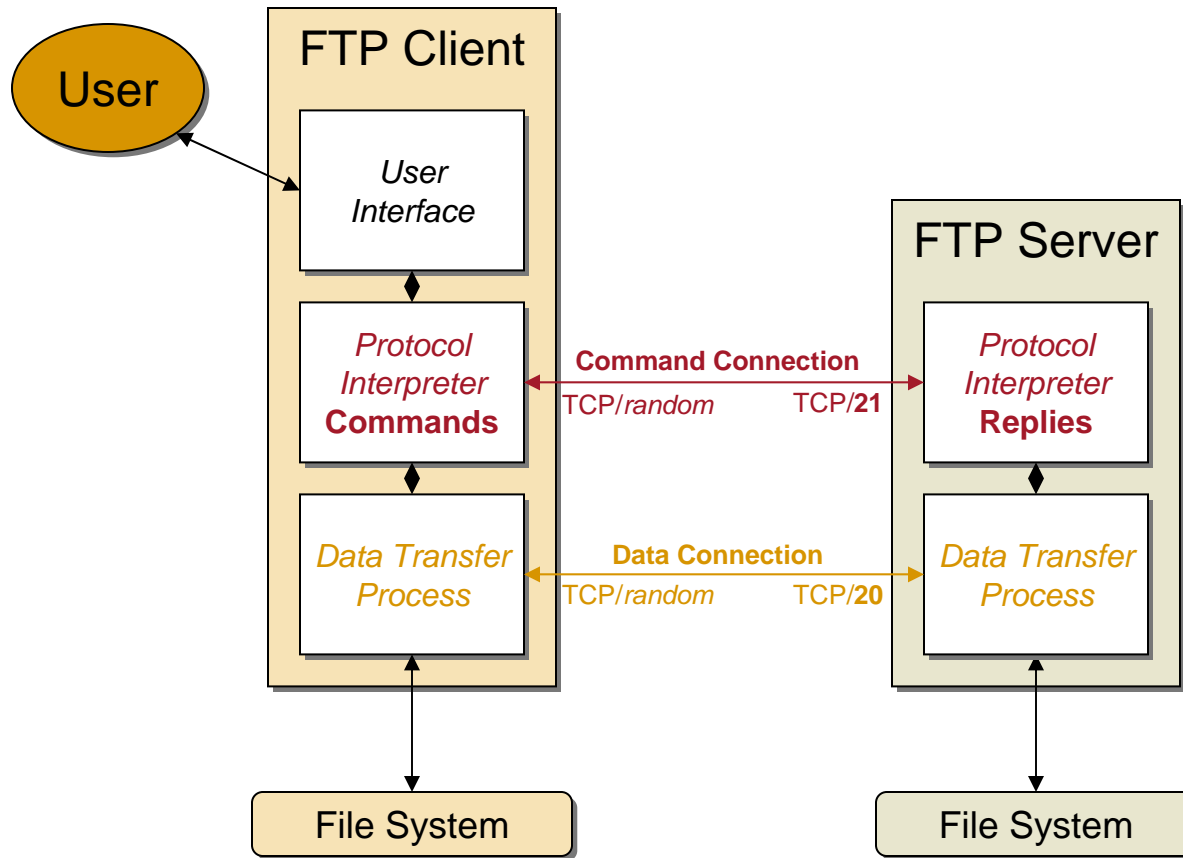 FTP Client
User
User
Interface
FTP Server
Protocol
Interpreter
Commands
Command Connection
TCP/random
TCP/21
Protocol
Interpreter
Replies
Data Transfer
Process
Data Connection
TCP/random
TCP/20
Data Transfer
Process
File System
File System